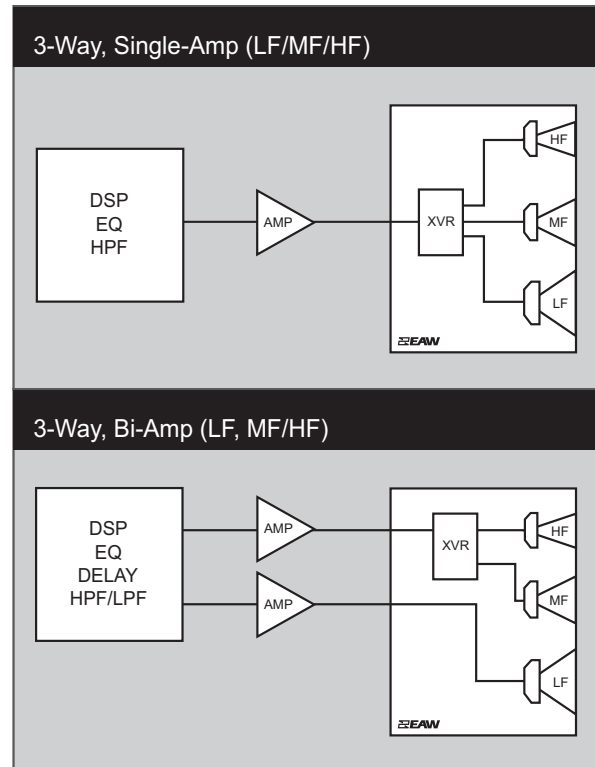 3-Way, Single-Amp (LF/MF/HF)
DSP
EQ
HPF
AMP
XVR
HF
MF
LF
EAW
3-Way, Bi-Amp (LF, MF/HF)
DSP
EQ
DELAY
HPF/LPF
AMP
AMP
XVR
HF
MF
LF
EAW